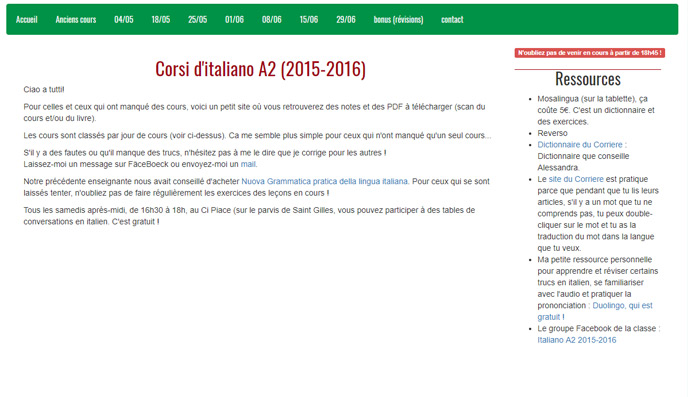 Accueil Anciens cours 04/05 18/05 25/05 01/06 08/06 15/06 29/06 bonus (révisions) contact
Corsi d'italiano A2 (2015-2016)
Ciao a tutti!
Pour celles et ceux qui ont manqué des cours, voici un petit site où vous retrouverez des notes et des PDF à télécharger (scan du
cours et/ou du livre).
Les cours sont classés par jour de cours (voir ci-dessus). Ca me semble plus simple pour ceux qui n'ont manqué qu'un seul cours...
S'il y a des fautes ou qu'il manque des trucs, n'hésitez pas à me le dire que je corrige pour les autres !
Laissez-moi un message sur FaceBoeck ou envoyez-moi un mail.
Notre précédente enseignante nous avait conseillé d'acheter Nuova Grammatica pratica della lingua italiana. Pour ceux qui se sont
laissés tenter, n'oubliez pas de faire régulièrement les exercices des leçons en cours !
Tous les samedis après-midi, de 16h30 à 18h, au Ci Piace (sur le parvis de Saint Gilles, vous pouvez participer à des tables de
conversations en italien. C'est gratuit !
N'oubliez pas de venir en cours à partir de 18h45 !
Ressources
Mosalingua (sur la tablette), ça
coûte 5€. C'est un dictionnaire et
des exercices.
Reverso
Dictionnaire du Corriere :
Dictionnaire que conseille
Alessandra.
Le site du Corriere est pratique
parce que pendant que tu lis leurs
articles, s'il y a un mot que tu ne
comprends pas, tu peux double-
cliquer sur le mot et tu as la
traduction du mot dans la langue
que tu veux.
Ma petite ressource personnelle
pour apprendre et réviser certains
trucs en italien, se familiariser
avec l'audio et pratiquer la
prononciation : Duolingo, qui est
gratuit !
Le groupe Facebook de la classe :
Italiano A2 2015-2016